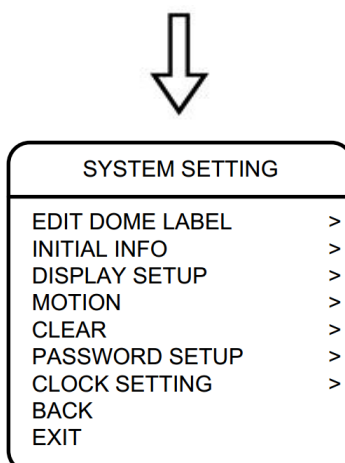 SYSTEM SETTING
EDIT DOME LABEL >
INITIAL INFO >
DISPLAY SETUP >
MOTION >
CLEAR >
PASSWORD SETUP >
CLOCK SETTING >
BACK
EXIT